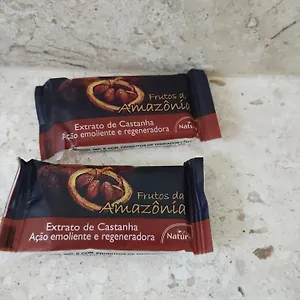 Frutos da
Amazônia
Extrato de Castanha
Ação emoliente e regeneradora
Frutos da
Amazônia
Extrato de Castanha
Ação emoliente e regeneradora